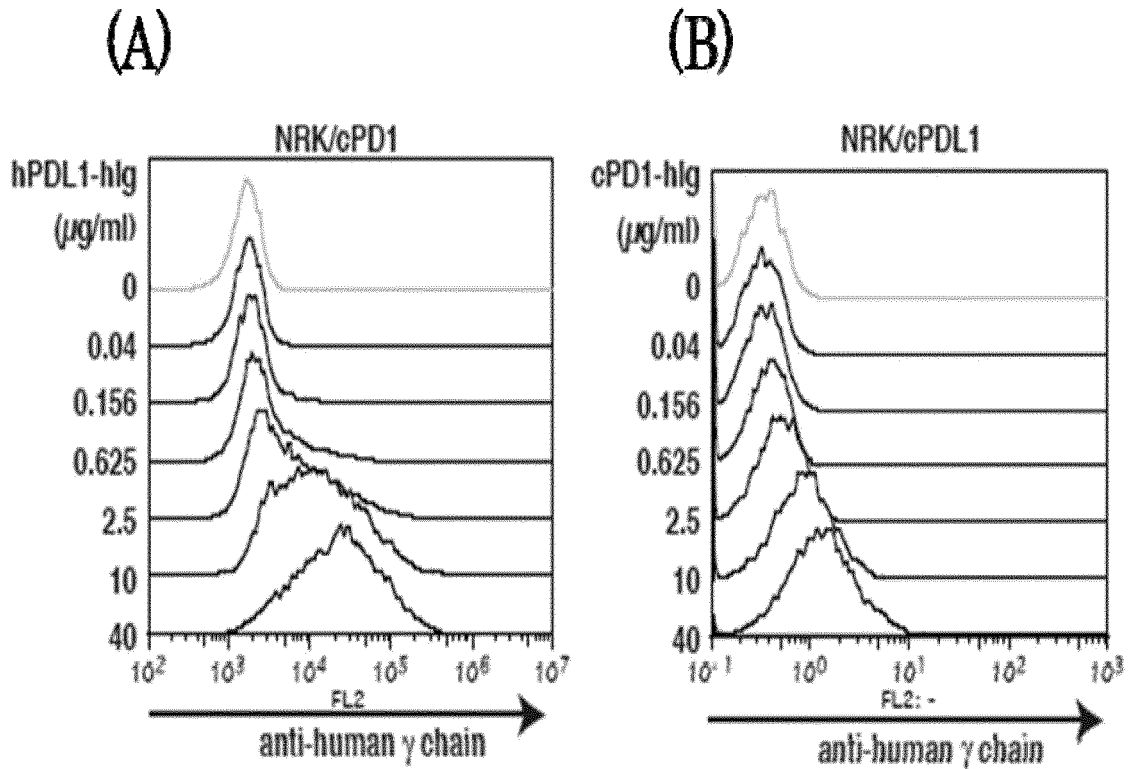 (A)
NRK/cPD1
hPDL1-hIg
(μg/ml)
0
0.04
0.156
0.625
2.5
10
40
10² 10³ 10⁴ 10⁵ 10⁶ 10⁷
FL2
anti-human γ chain
(B)
NRK/cPDL1
cPD1-hIg
(μg/ml)
0
0.04
0.156
0.625
2.5
10
40
10⁻¹ 10⁰ 10¹ 10² 10³
FL2: -
anti-human γ chain